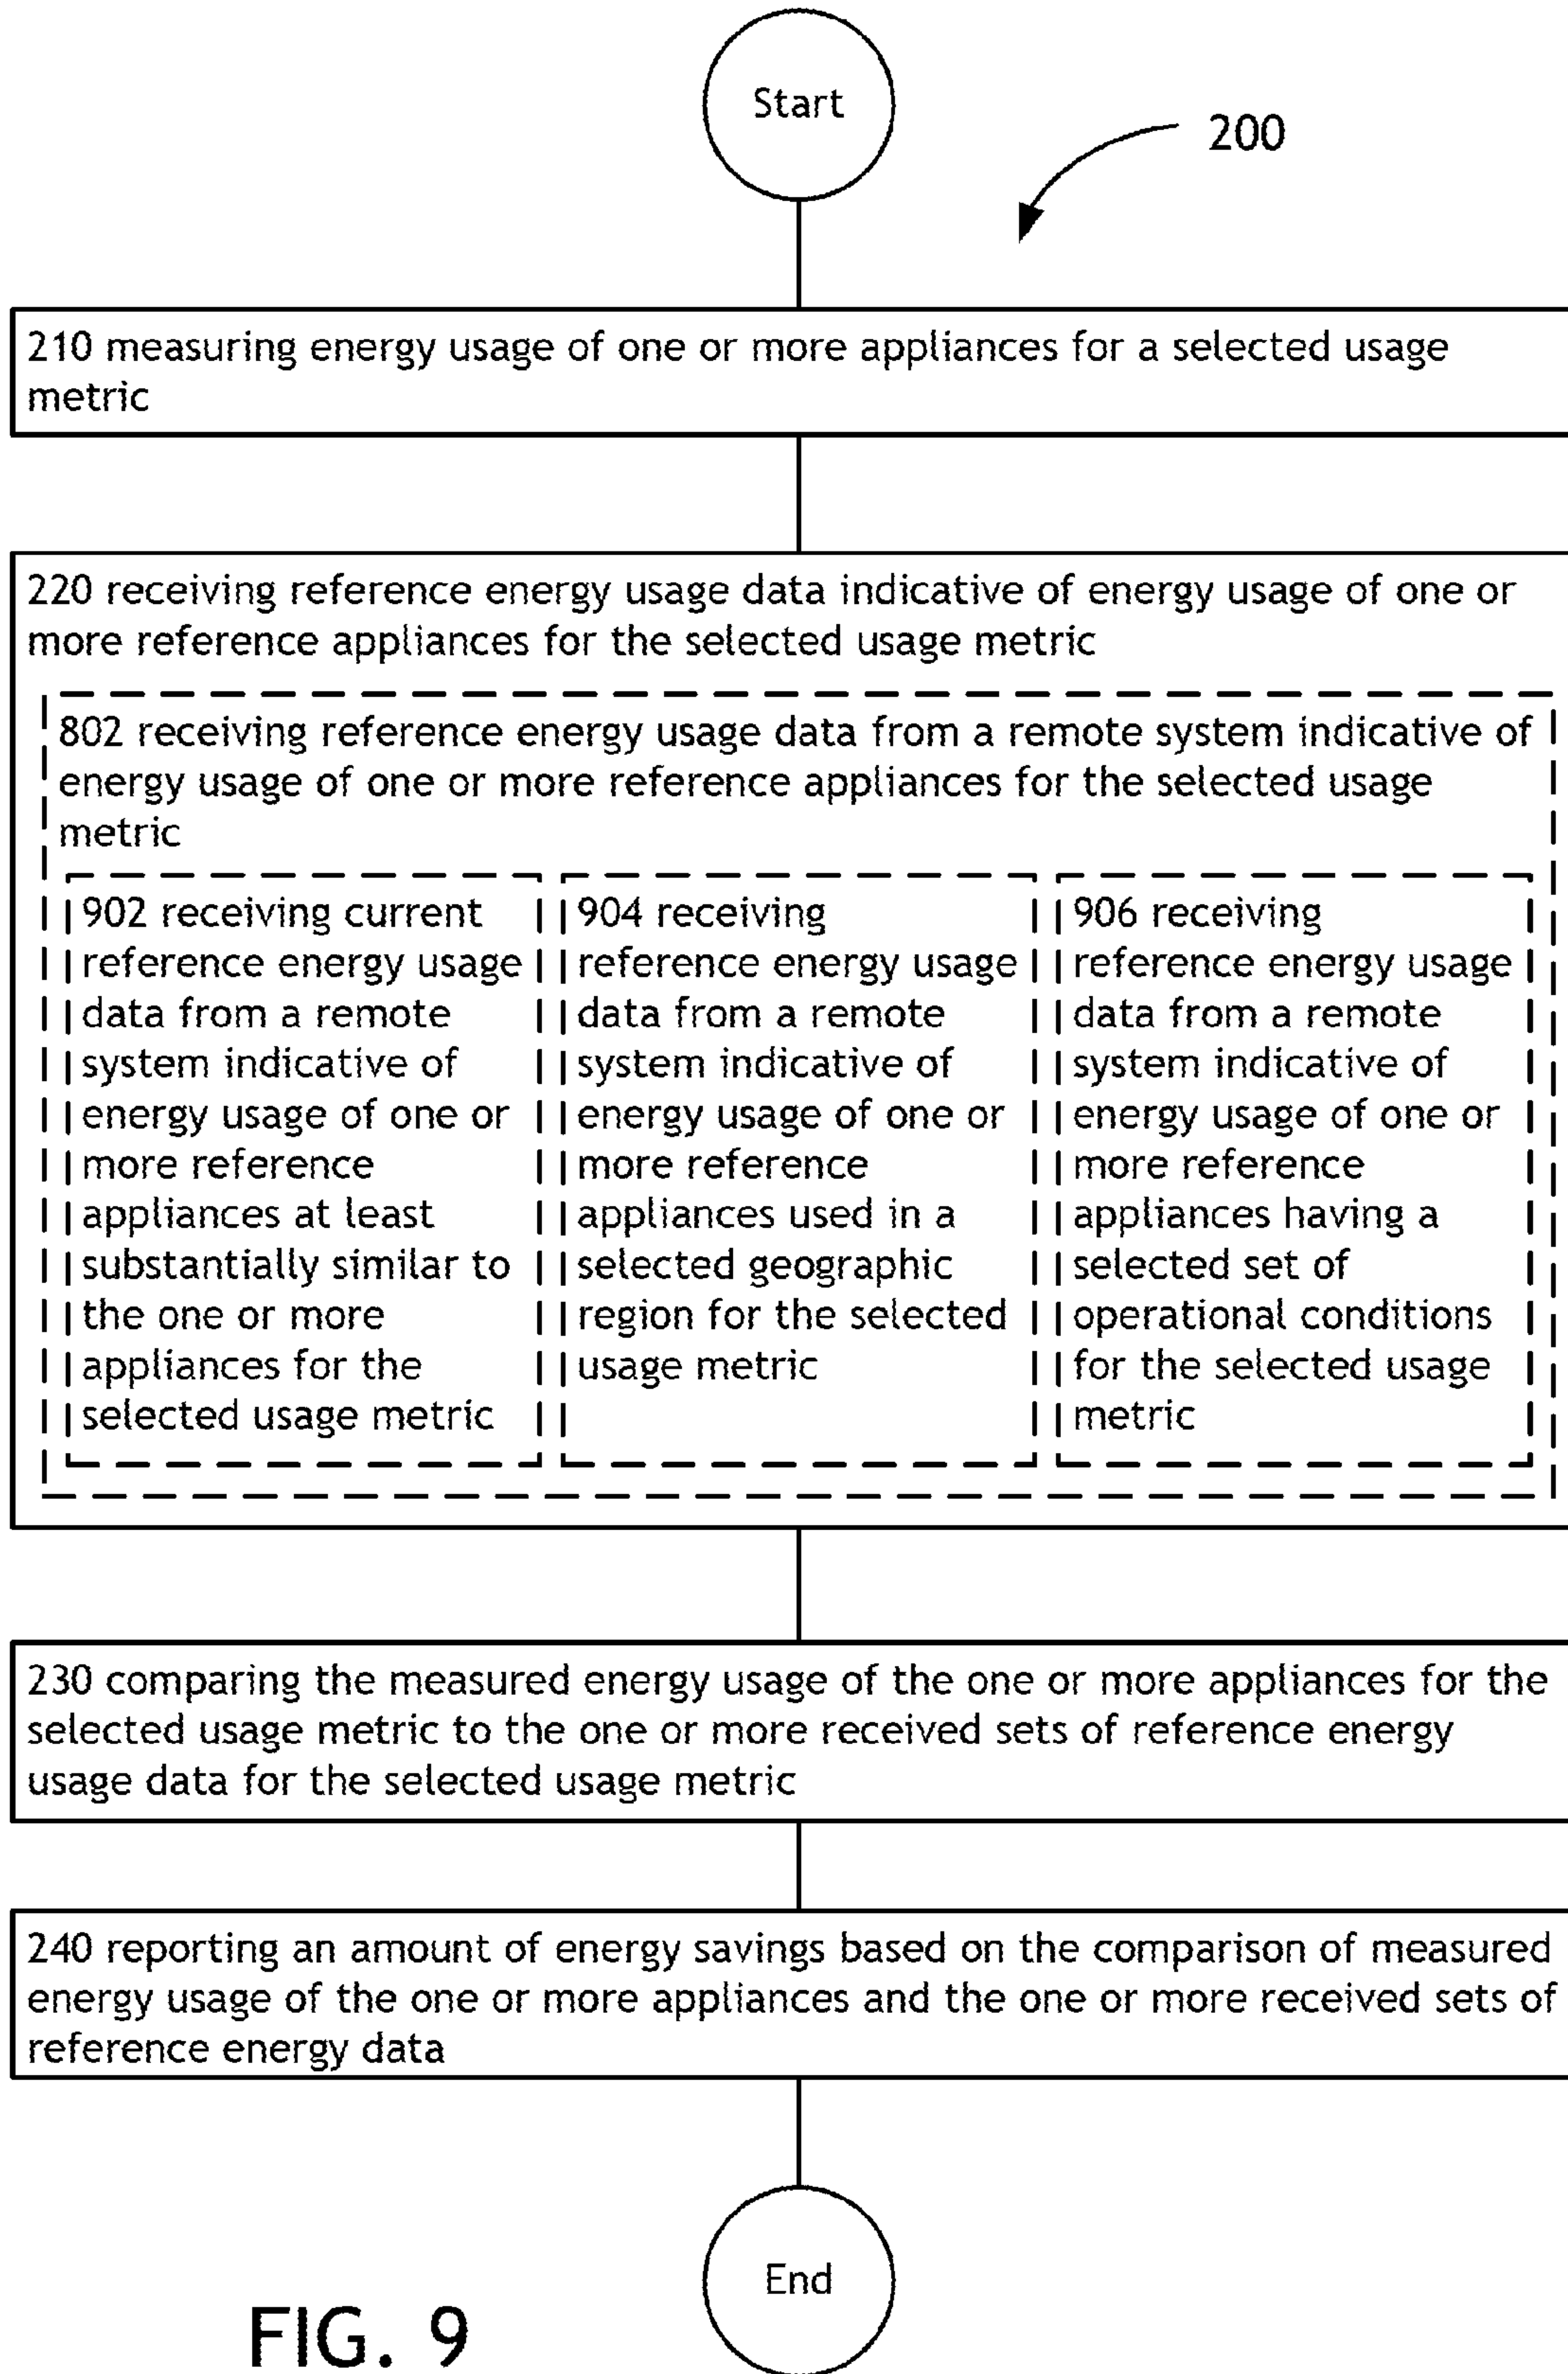 Start
200
210 measuring energy usage of one or more appliances for a selected usage
metric
220 receiving reference energy usage data indicative of energy usage of one or
more reference appliances for the selected usage metric
802 receiving reference energy usage data from a remote system indicative of
energy usage of one or more reference appliances for the selected usage
metric
902 receiving current
reference energy usage
data from a remote
system indicative of
energy usage of one or
more reference
appliances at least
substantially similar to
the one or more
appliances for the
selected usage metric
904 receiving
reference energy usage
data from a remote
system indicative of
energy usage of one or
more reference
appliances used in a
selected geographic
region for the selected
usage metric
906 receiving
reference energy usage
data from a remote
system indicative of
energy usage of one or
more reference
appliances having a
selected set of
operational conditions
for the selected usage
metric
230 comparing the measured energy usage of the one or more appliances for the
selected usage metric to the one or more received sets of reference energy
usage data for the selected usage metric
240 reporting an amount of energy savings based on the comparison of measured
energy usage of the one or more appliances and the one or more received sets of
reference energy data
End
FIG. 9